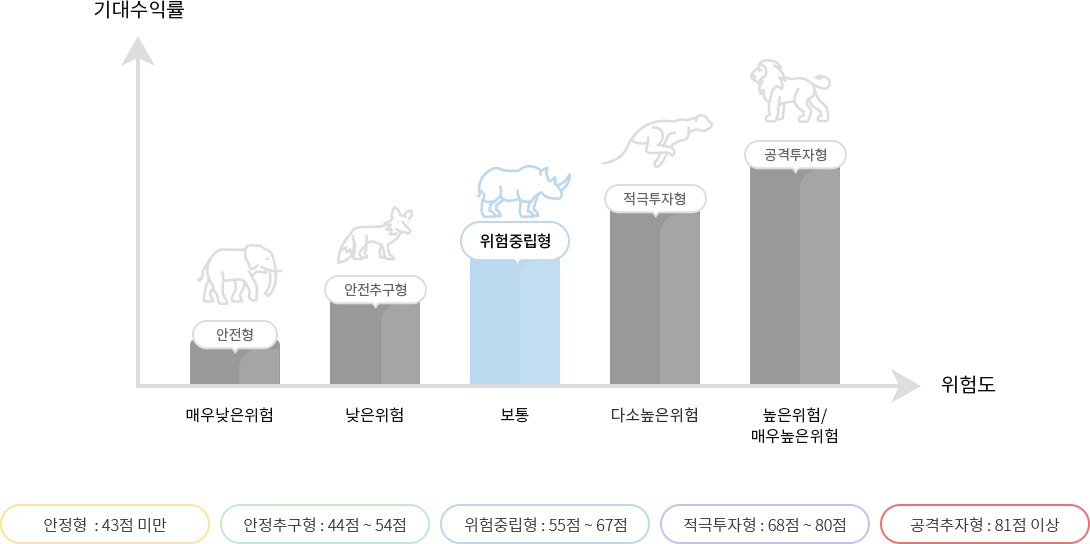 기대수익률
공격투자형
적극투자형
위험중립형
안전추구형
안전형
위험도
매우낮은위험
낮은위험
보통
다소높은위험
높은위험/
매우높은위험
안정형 : 43점 미만
안정추구형 : 44점 ~ 54점
위험중립형 : 55점 ~ 67점
적극투자형 : 68점 ~ 80점
공격추자형 : 81점 이상